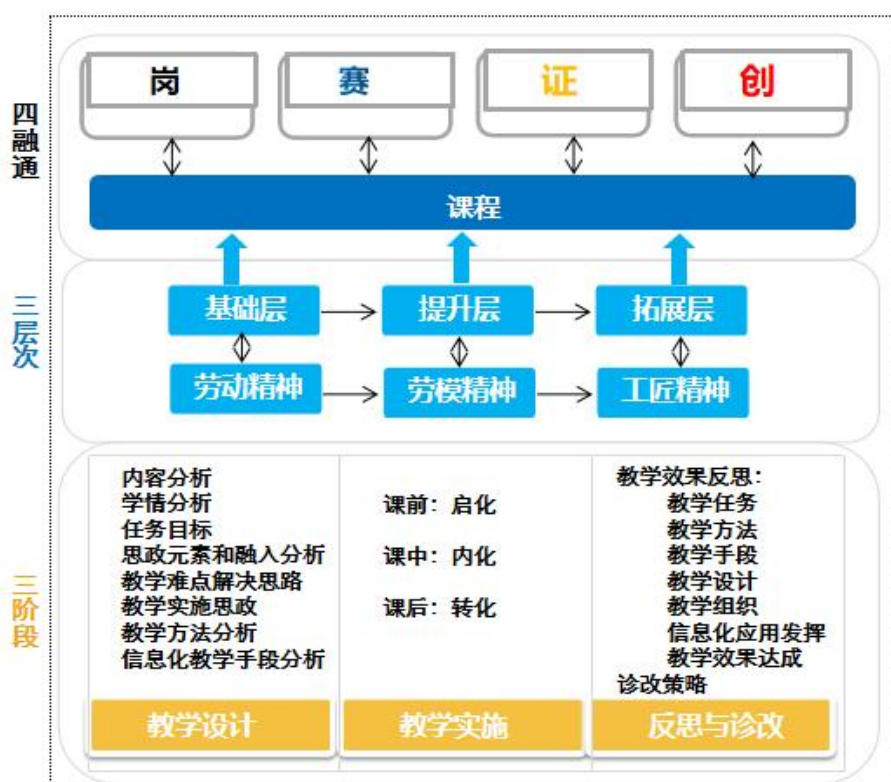 四融通
岗
赛
证
创
课程
三层次
基础层
提升层
拓展层
劳动精神
劳模精神
工匠精神
三阶段
内容分析
学情分析
任务目标
思政元素和融入分析
教学难点解决思路
教学实施思政
教学方法分析
信息化教学手段分析
教学设计
课前：启化
课中：内化
课后：转化
教学实施
教学效果反思：
教学任务
教学方法
教学手段
教学设计
教学组织
信息化应用发挥
教学效果达成
诊改策略
反思与诊改